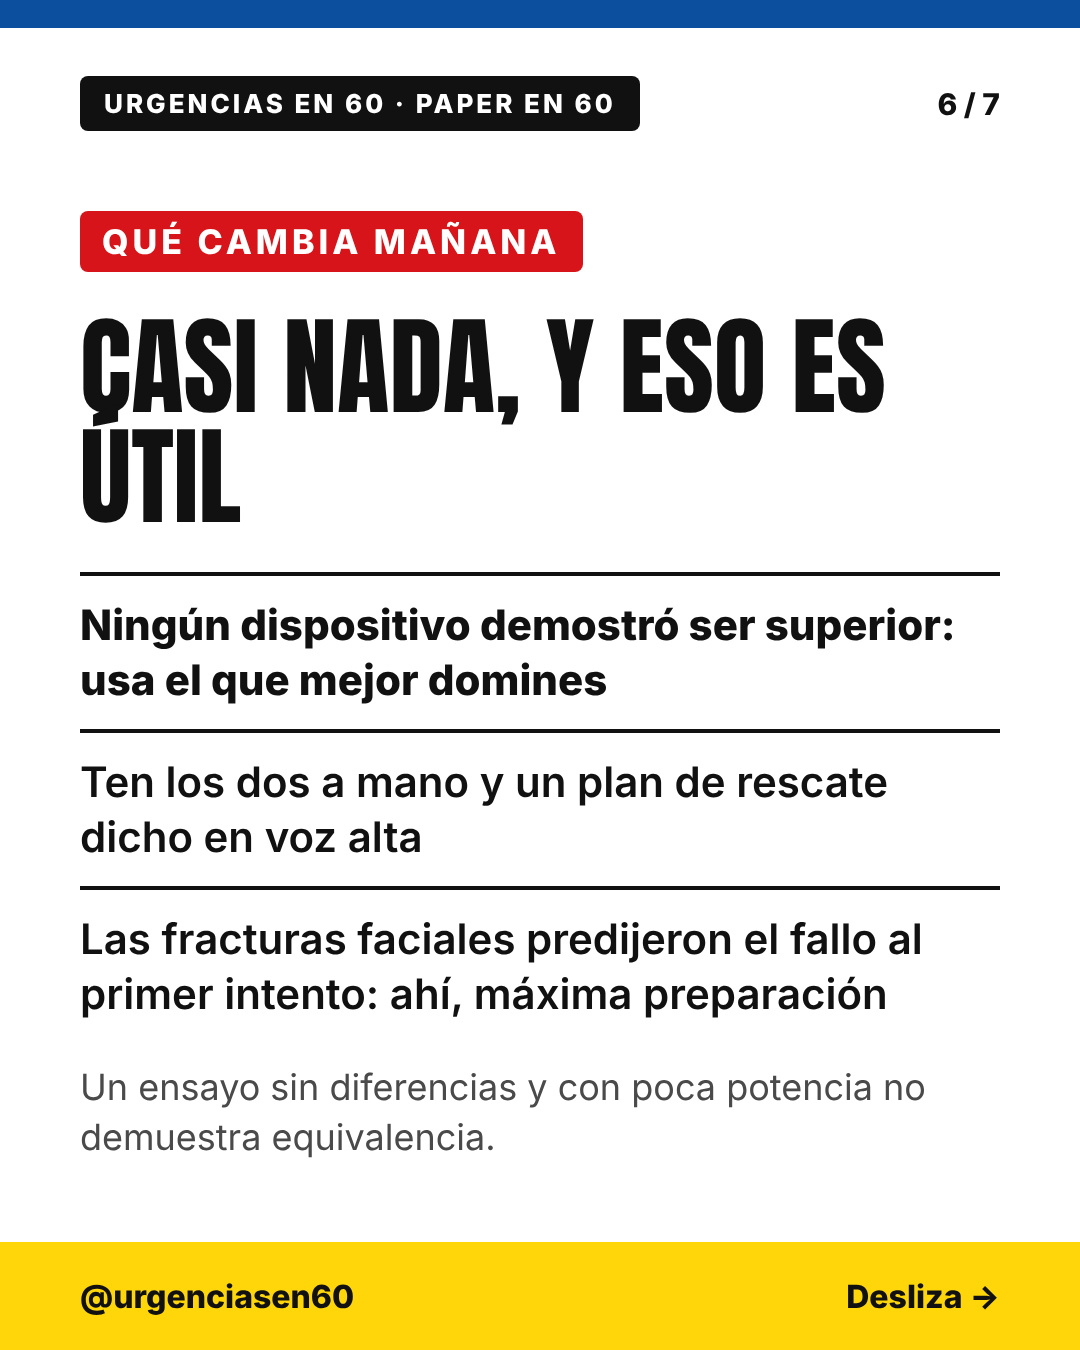 URGENCIAS EN 60 · PAPER EN 60
6 / 7
QUÉ CAMBIA MAÑANA
CASI NADA, Y ESO ES
ÚTIL
Ningún dispositivo demostró ser superior:
usa el que mejor domines
Ten los dos a mano y un plan de rescate
dicho en voz alta
Las fracturas faciales predijeron el fallo al
primer intento: ahí, máxima preparación
Un ensayo sin diferencias y con poca potencia no
demuestra equivalencia.
@urgenciasen60
Desliza →